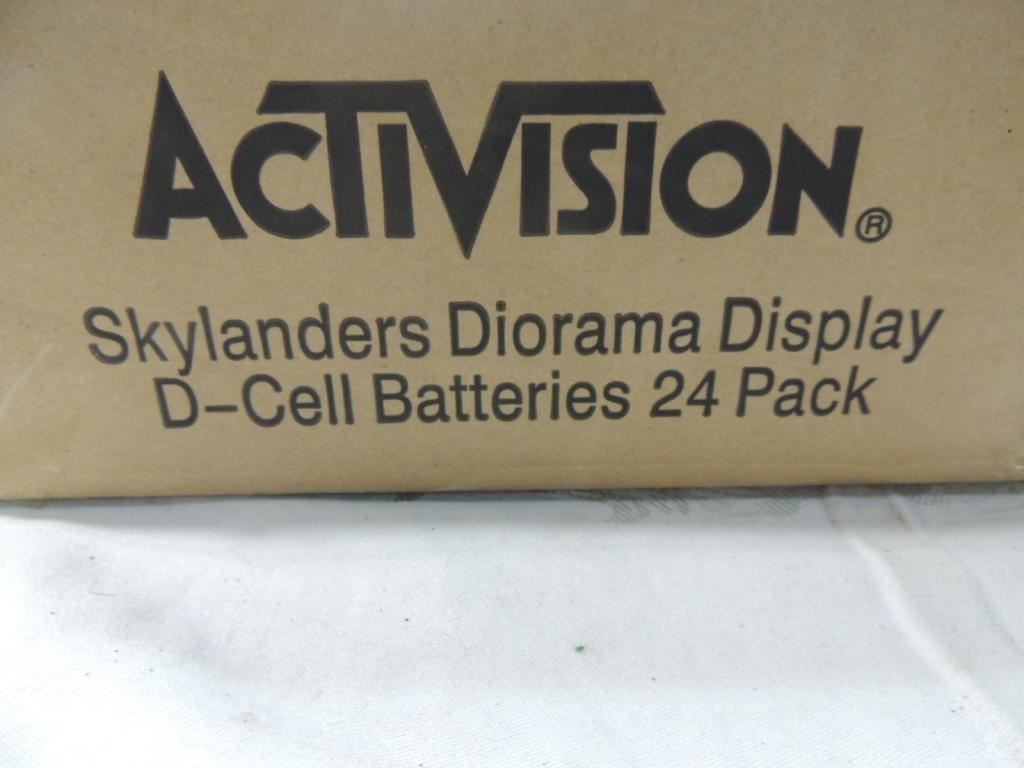 ACTIVISION®
Skylanders Diorama Display
D-Cell Batteries 24 Pack